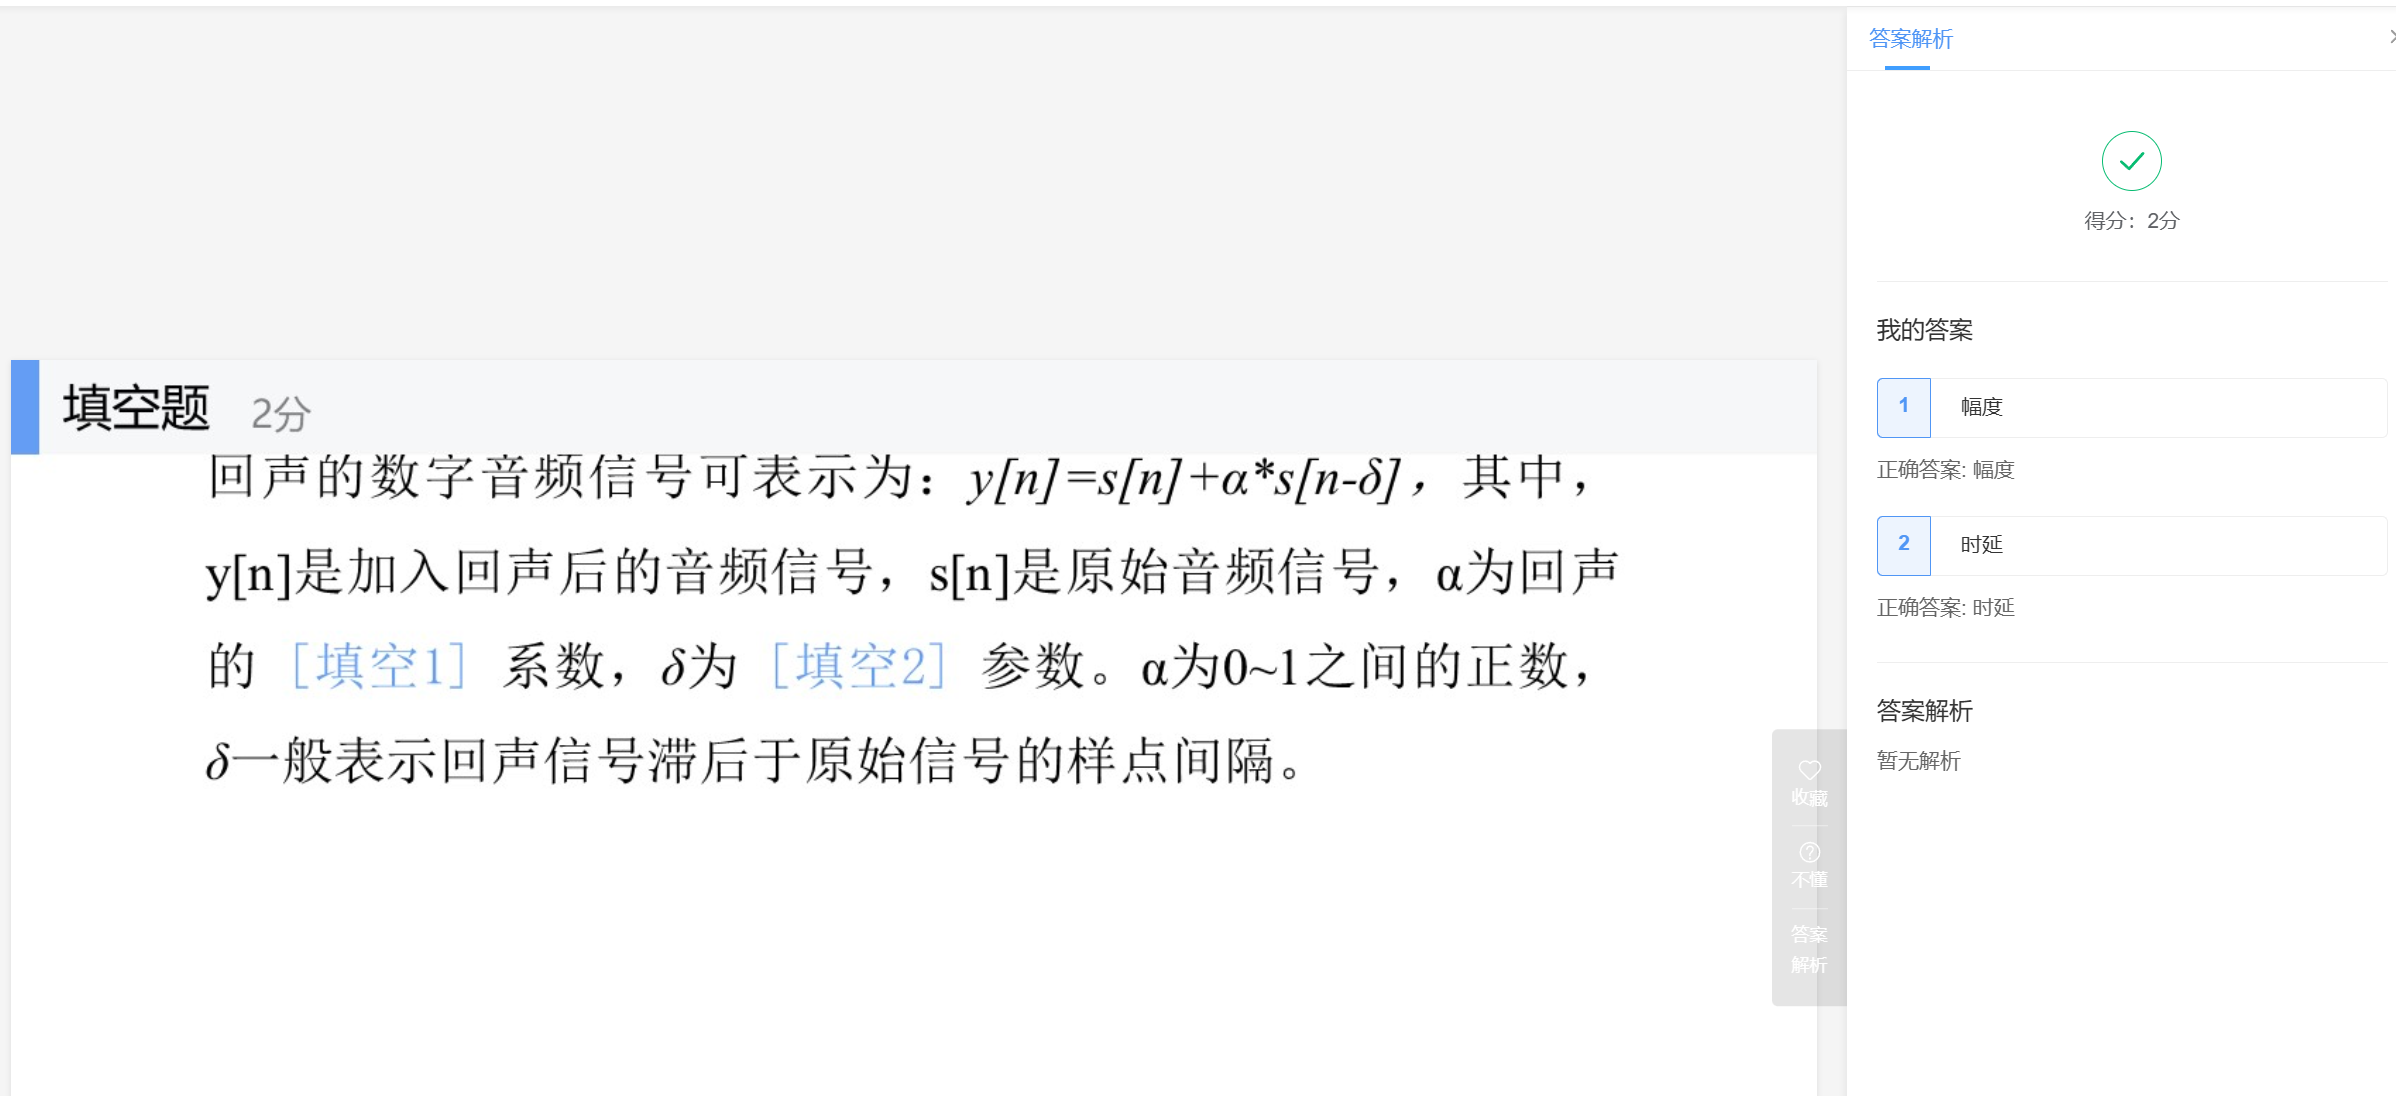 填空题 2分
回声的数字音频信号可表示为：y[n]=s[n]+α*s[n-δ]，其中，
y[n]是加入回声后的音频信号，s[n]是原始音频信号，α为回声
的 [填空1] 系数，δ为 [填空2] 参数。α为0~1之间的正数，
δ一般表示回声信号滞后于原始信号的样点间隔。
收藏
不懂
答案
解析
答案解析
得分：2分
我的答案
1 幅度
正确答案: 幅度
2 时延
正确答案: 时延
答案解析
暂无解析